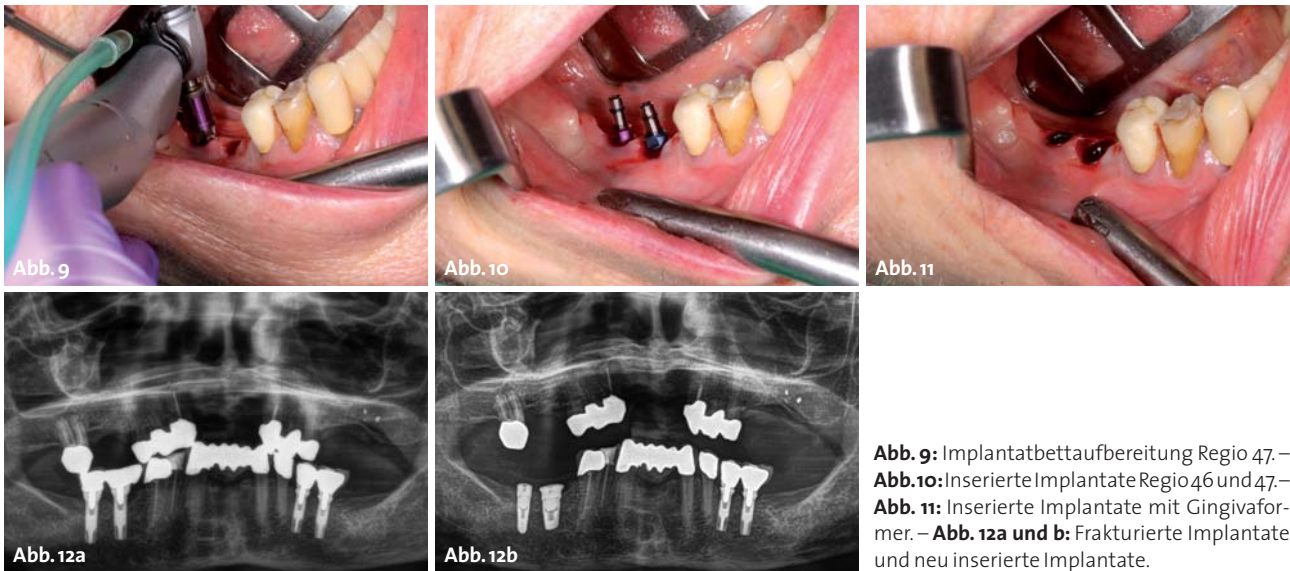 Abb. 9
Abb. 10
Abb. 11
Abb. 12a
Abb. 12b
Abb. 9: Implantatbettaufbereitung Regio 47. –
Abb. 10: Inserierte Implantate Regio 46 und 47. –
Abb. 11: Inserierte Implantate mit Gingivafor-
mer. – Abb. 12a und b: Frakturierte Implantate
und neu inserierte Implantate.